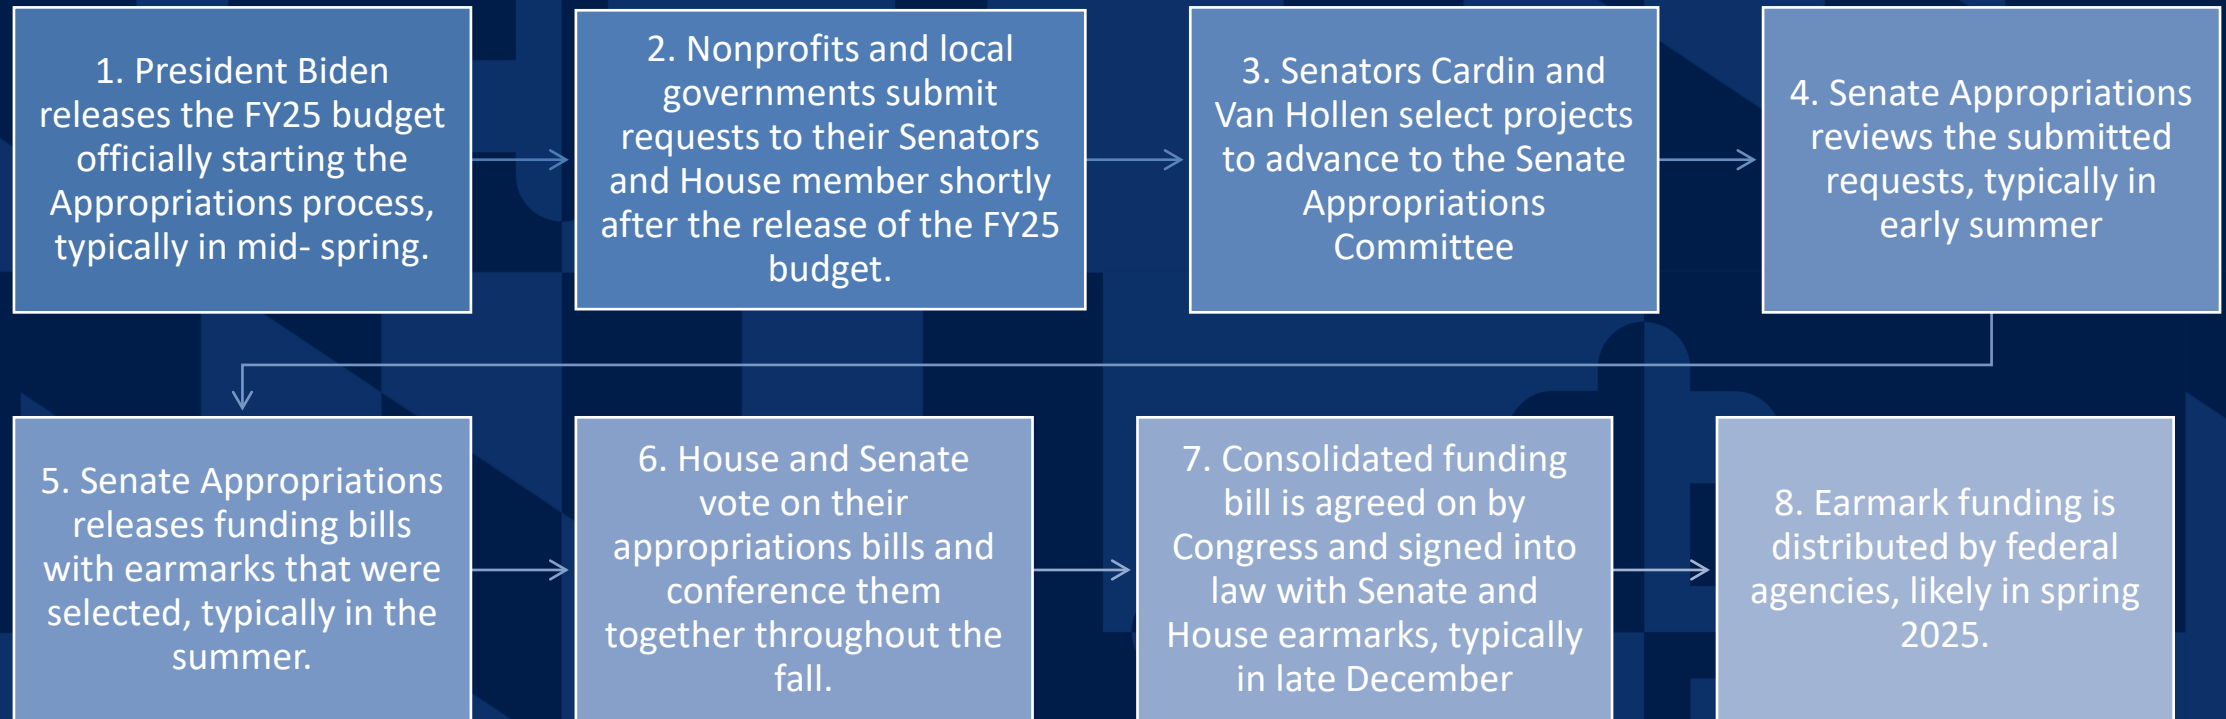 1. President Biden
releases the FY25 budget
officially starting the
Appropriations process,
typically in mid- spring.
2. Nonprofits and local
governments submit
requests to their Senators
and House member shortly
after the release of the FY25
budget.
3. Senators Cardin and
Van Hollen select projects
to advance to the Senate
Appropriations
Committee
4. Senate Appropriations
reviews the submitted
requests, typically in
early summer
5. Senate Appropriations
releases funding bills
with earmarks that were
selected, typically in the
summer.
6. House and Senate
vote on their
appropriations bills and
conference them
together throughout the
fall.
7. Consolidated funding
bill is agreed on by
Congress and signed into
law with Senate and
House earmarks, typically
in late December
8. Earmark funding is
distributed by federal
agencies, likely in spring
2025.